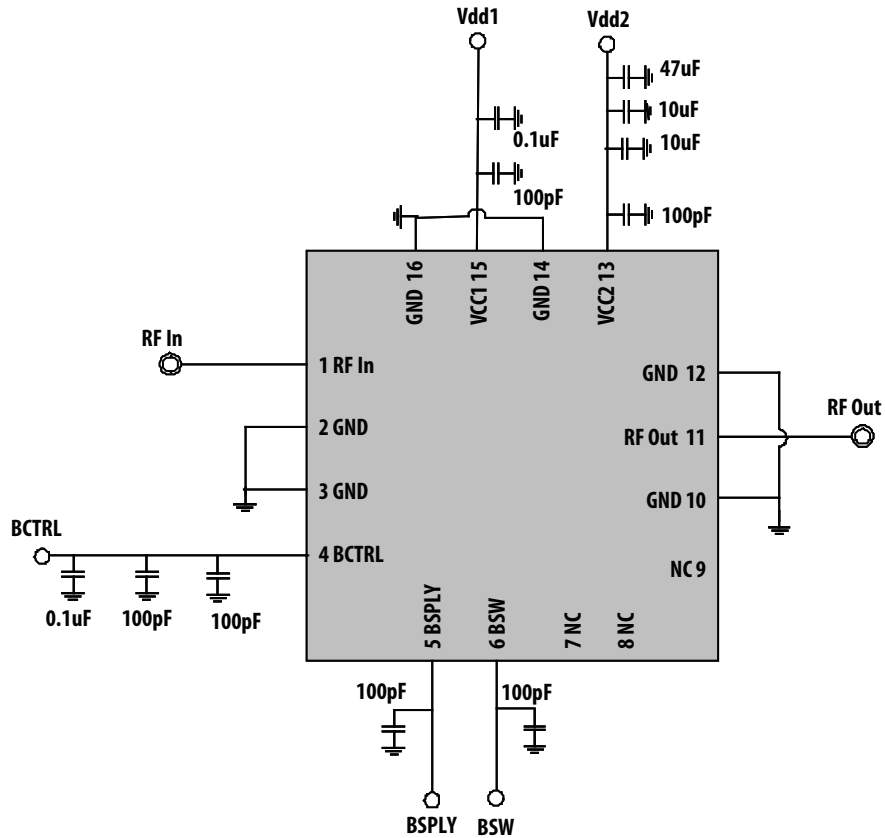 Vdd1
Vdd2
47uF
10uF
0.1uF
10uF
100pF
100pF
GND 16
VCC1 15
GND 14
VCC2 13
RF In
1 RF In
GND 12
RF Out
2 GND
RF Out 11
3 GND
GND 10
BCTRL
4 BCTRL
NC 9
0.1uF
100pF
100pF
5 BSPLY
6 BSW
7 NC
8 NC
100pF
100pF
BSPLY
BSW